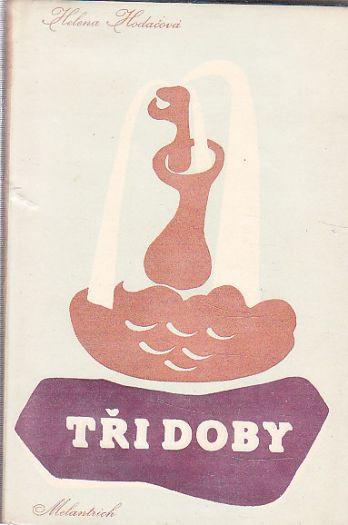 Helena Hodačová
TŘI DOBY
Melantrich